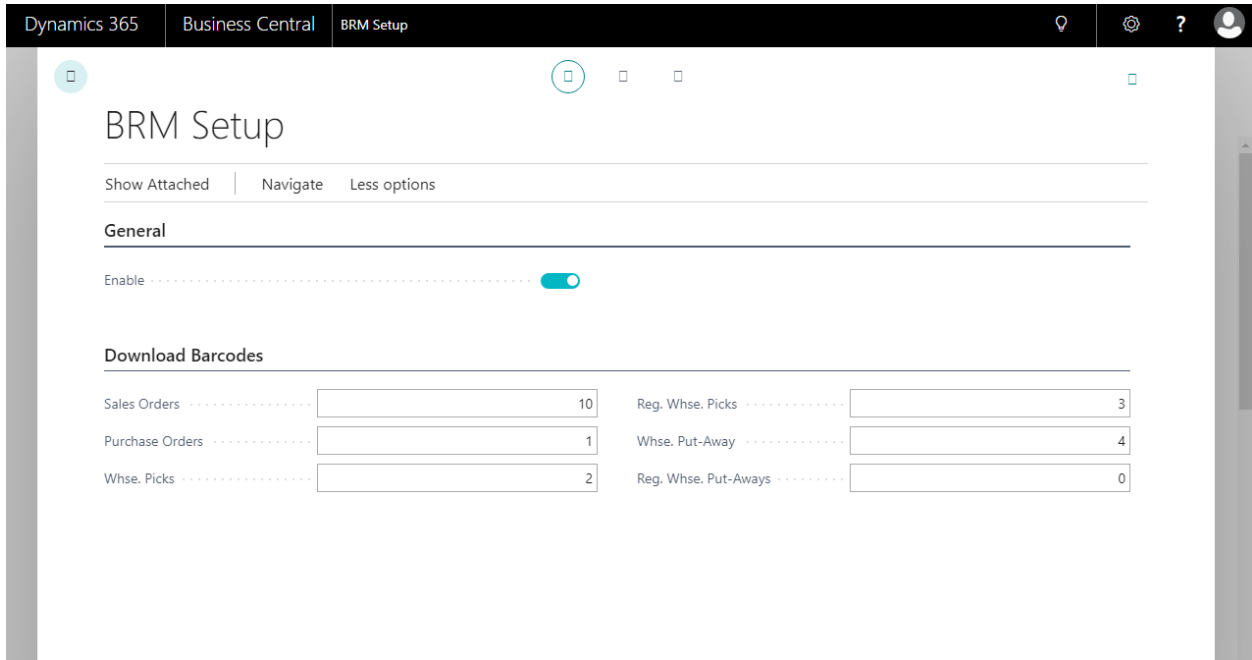 Dynamics 365 Business Central BRM Setup ?
BRM Setup
Show Attached Navigate Less options
General
Enable
Download Barcodes
Sales Orders 10 Reg. Whse. Picks 3
Purchase Orders 1 Whse. Put-Away 4
Whse. Picks 2 Reg. Whse. Put-Aways 0